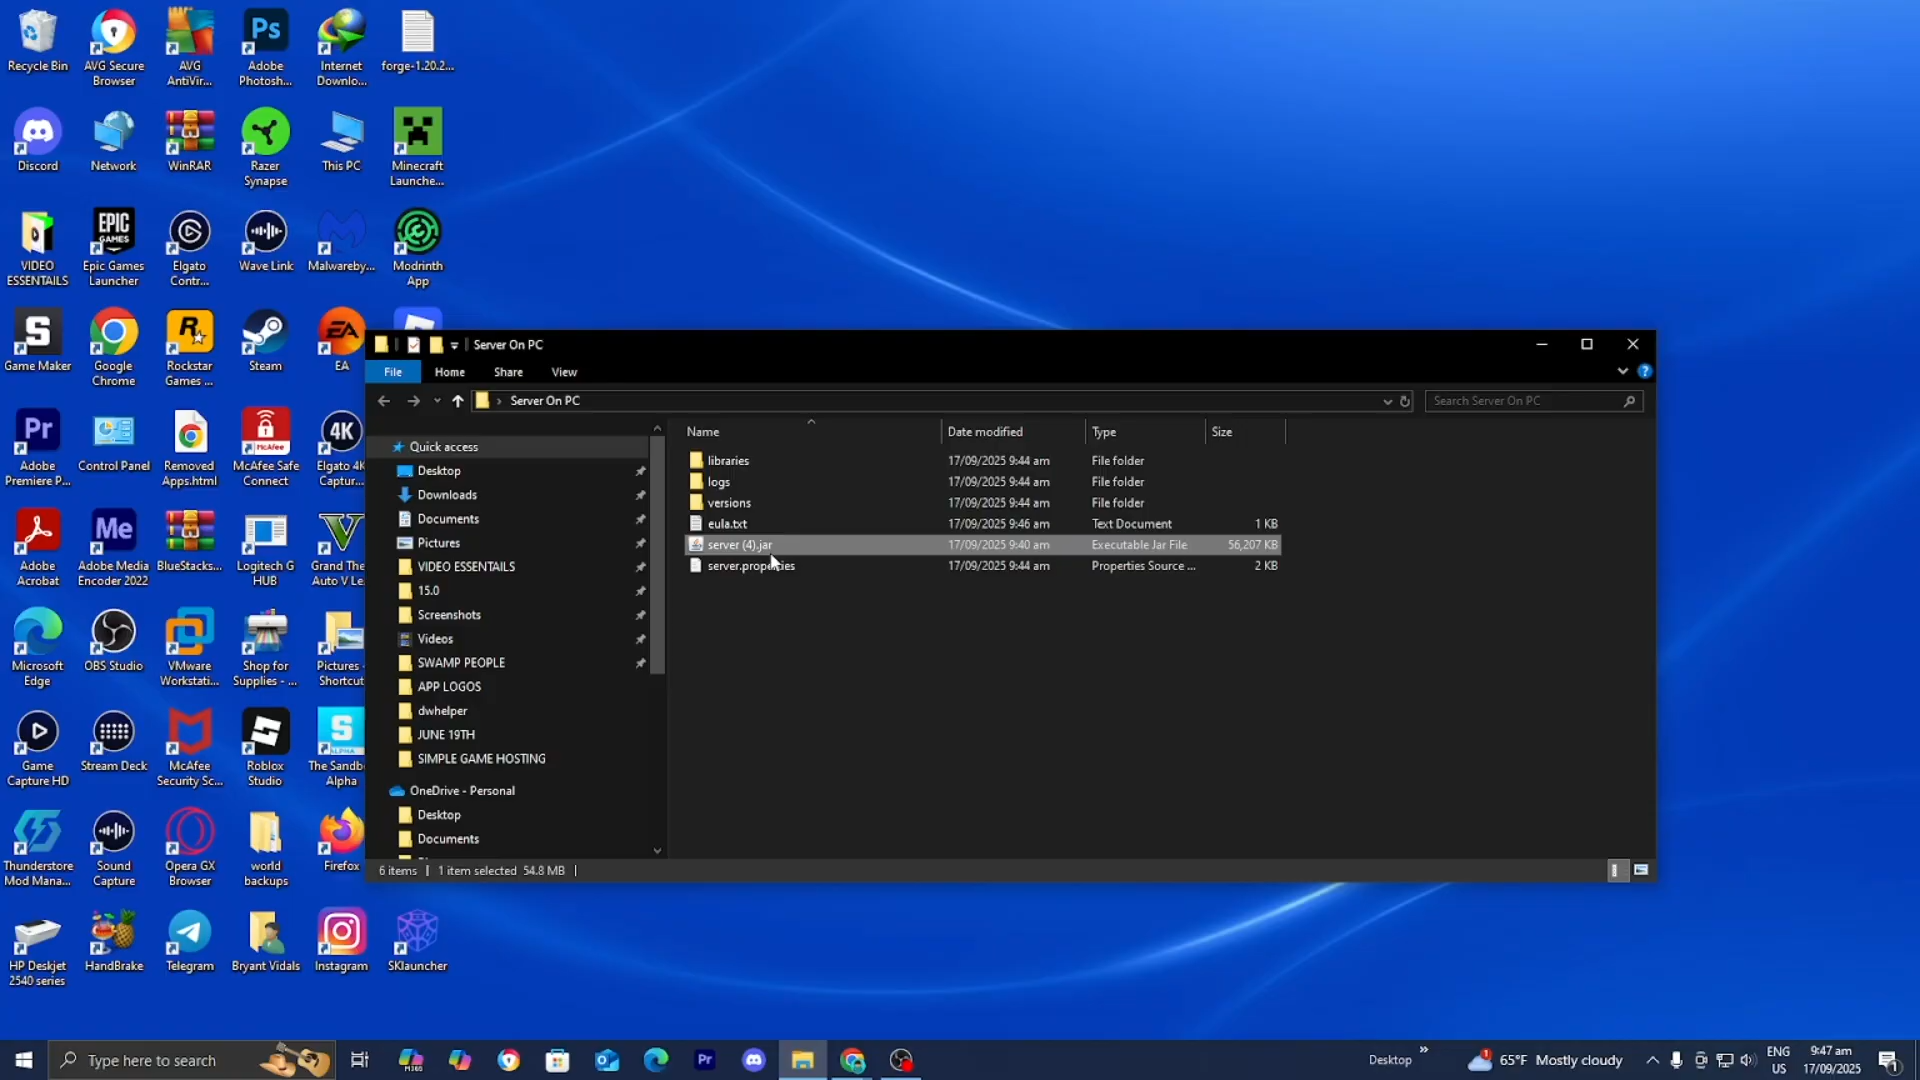 Recycle Bin
AVG Secure
Browser
AVG
AntiVir...
Ps
Adobe
Photosh...
Internet
Downlo...
forge-1.20.2...
Discord
Network
WinRAR
Razer
Synapse
This PC
Minecraft
Launche...
VIDEO
ESSENTAILS
EPIC
GAMES
Epic Games
Launcher
Elgato
Contr...
Wave Link
Malwareby...
Modrinth
App
Game Maker
Google
Chrome
Rockstar
Games ...
Steam
EA
EA
Pr
Adobe
Premiere P...
Control Panel
Removed
Apps.html
McAfee Safe
Connect
4K
Elgato 4K
Captur...
Adobe
Acrobat
Me
Adobe Media
Encoder 2022
BlueStacks...
Logitech G
HUB
Grand The
Auto V Le.
Microsoft
Edge
OBS Studio
VMware
Workstati...
Shop for
Supplies - ...
Pictures -
Shortcut
Game
Capture HD
Stream Deck
McAfee
Security Sc...
Roblox
Studio
The Sandb
Alpha
Thunderstore
Mod Mana...
Sound
Capture
Opera GX
Browser
world
backups
Firefox
HP Deskjet
2540 series
HandBrake
Telegram
Bryant Vidals
Instagram
SKlauncher
Server On PC
File
Home
Share
View
Server On PC
Search Server On PC
Quick access
Desktop
Downloads
Documents
Pictures
VIDEO ESSENTAILS
15.0
Screenshots
Videos
SWAMP PEOPLE
APP LOGOS
dwhelper
JUNE 19TH
SIMPLE GAME HOSTING
OneDrive - Personal
Desktop
Documents
Name Date modified Type Size
libraries 17/09/2025 9:44 am File folder
logs 17/09/2025 9:44 am File folder
versions 17/09/2025 9:44 am File folder
eula.txt 17/09/2025 9:46 am Text Document 1 KB
server (4).jar 17/09/2025 9:40 am Executable Jar File 56,207 KB
server.properties 17/09/2025 9:44 am Properties Source ... 2 KB
6 items 1 item selected 54.8 MB
Type here to search
Pr
Desktop
65°F Mostly cloudy
ENG
US
9:47 am
17/09/2025